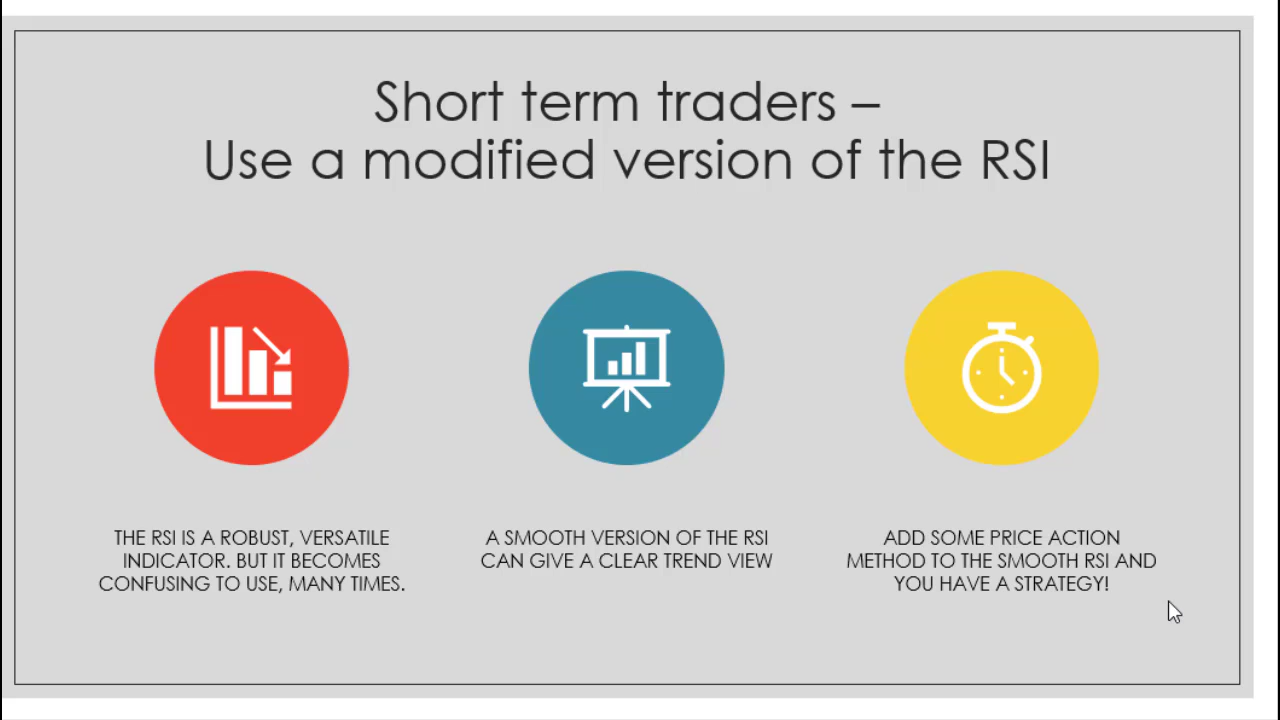 Short term traders –
Use a modified version of the RSI
THE RSI IS A ROBUST, VERSATILE
INDICATOR. BUT IT BECOMES
CONFUSING TO USE, MANY TIMES.
A SMOOTH VERSION OF THE RSI
CAN GIVE A CLEAR TREND VIEW
ADD SOME PRICE ACTION
METHOD TO THE SMOOTH RSI AND
YOU HAVE A STRATEGY!